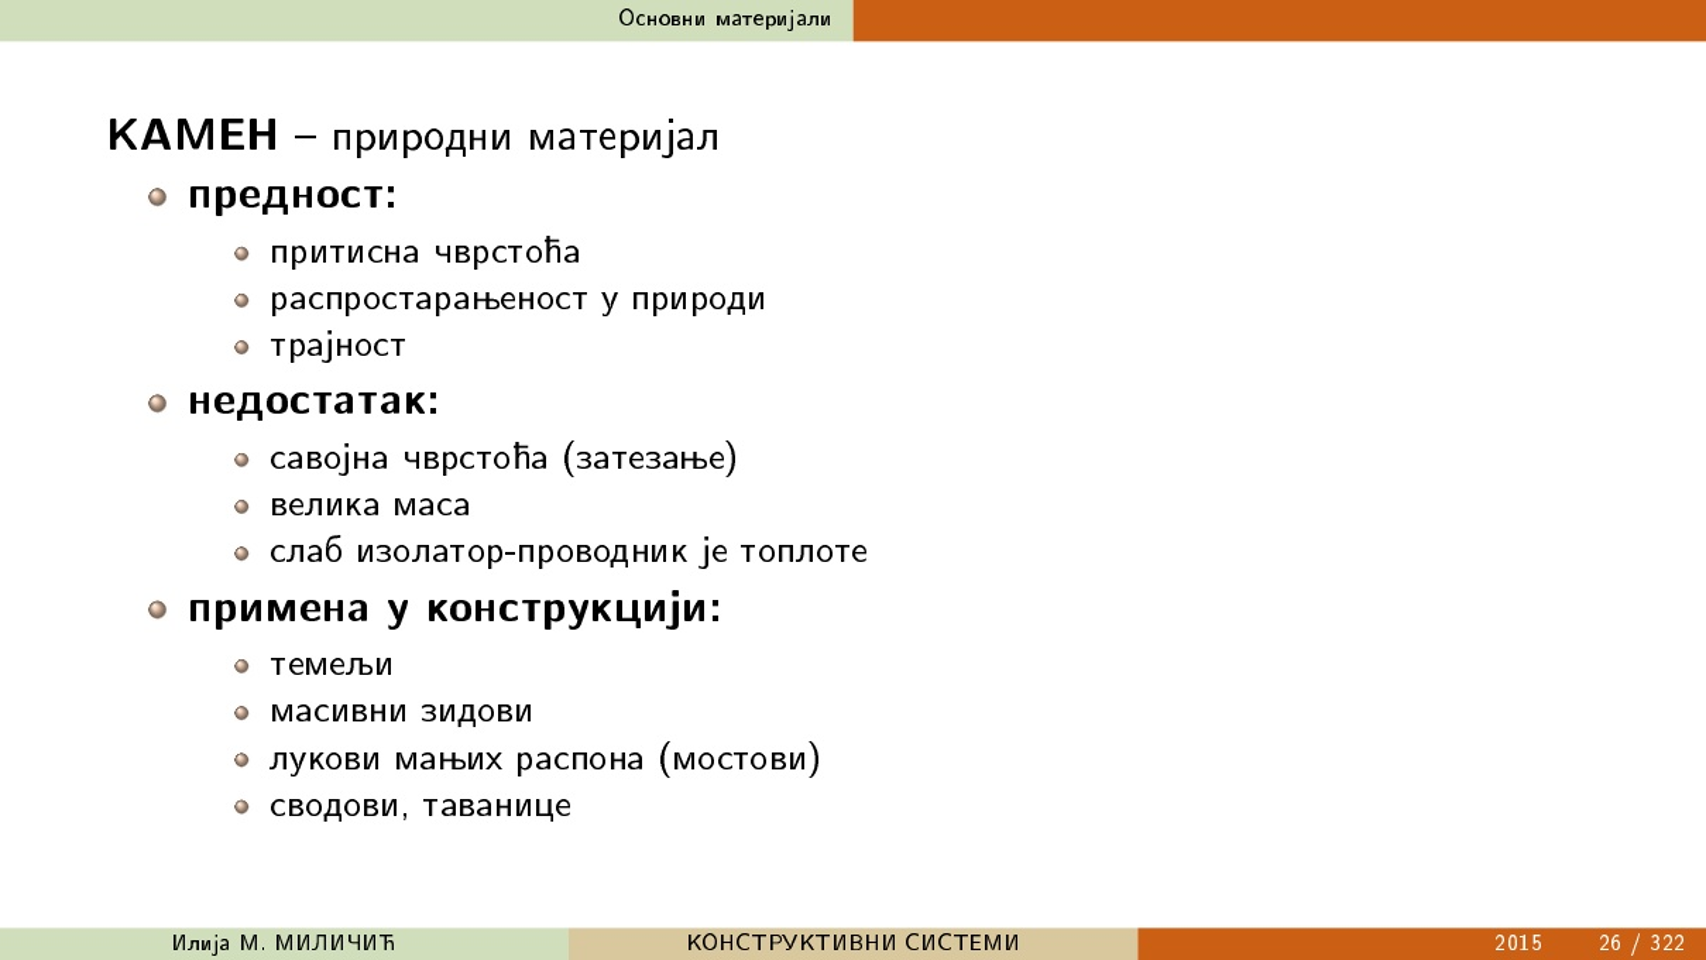 Основни материјали
КАМЕН – природни материјал
предност:
притисна чврстоћа
распростарањеност у природи
трајност
недостатак:
савојна чврстоћа (затезање)
велика маса
слаб изолатор-проводник је топлоте
примена у конструкцији:
темељи
масивни зидови
лукови мањих распона (мостови)
сводови, таванице
Илија М. МИЛИЧИЋ КОНСТРУКТИВНИ СИСТЕМИ 2015 26 / 322